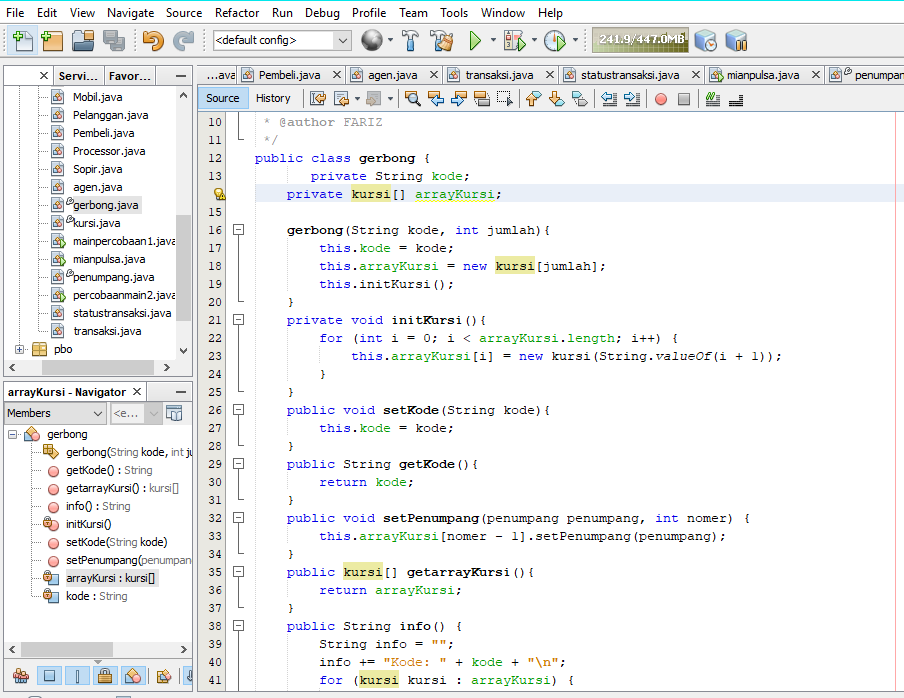 File Edit View Navigate Source Refactor Run Debug Profile Team Tools Window Help
<default config> 241.9/447.0MB
Servi... Favor...
...ava Pembeli.java agen.java transaksi.java statustransaksi.java mianpulsa.java penumpan
Source History
Mobil.java
Pelanggan.java
Pembeli.java
Processor.java
Sopir.java
agen.java
gerbong.java
kursi.java
mainpercobaan1.java
mianpulsa.java
penumpang.java
percobaanmain2.java
statustransaksi.java
transaksi.java
pbo
arrayKursi - Navigator
Members <e...
gerbong
gerbong(String kode, int ju
getKode() : String
getarrayKursi() : kursi[]
info() : String
initKursi()
setKode(String kode)
setPenumpang(penumpan
arrayKursi : kursi[]
kode : String
10 * @author FARIZ
11 */
12 public class gerbong {
13 private String kode;
private kursi[] arrayKursi;
15
16 gerbong(String kode, int jumlah){
17 this.kode = kode;
18 this.arrayKursi = new kursi[jumlah];
19 this.initKursi();
20 }
21 private void initKursi(){
22 for (int i = 0; i < arrayKursi.length; i++) {
23 this.arrayKursi[i] = new kursi(String.valueOf(i + 1));
24 }
25 }
26 public void setKode(String kode){
27 this.kode = kode;
28 }
29 public String getKode(){
30 return kode;
31 }
32 public void setPenumpang(penumpang penumpang, int nomer) {
33 this.arrayKursi[nomer - 1].setPenumpang(penumpang);
34 }
35 public kursi[] getarrayKursi(){
36 return arrayKursi;
37 }
38 public String info() {
39 String info = "";
40 info += "Kode: " + kode + "\n";
41 for (kursi kursi : arrayKursi) {